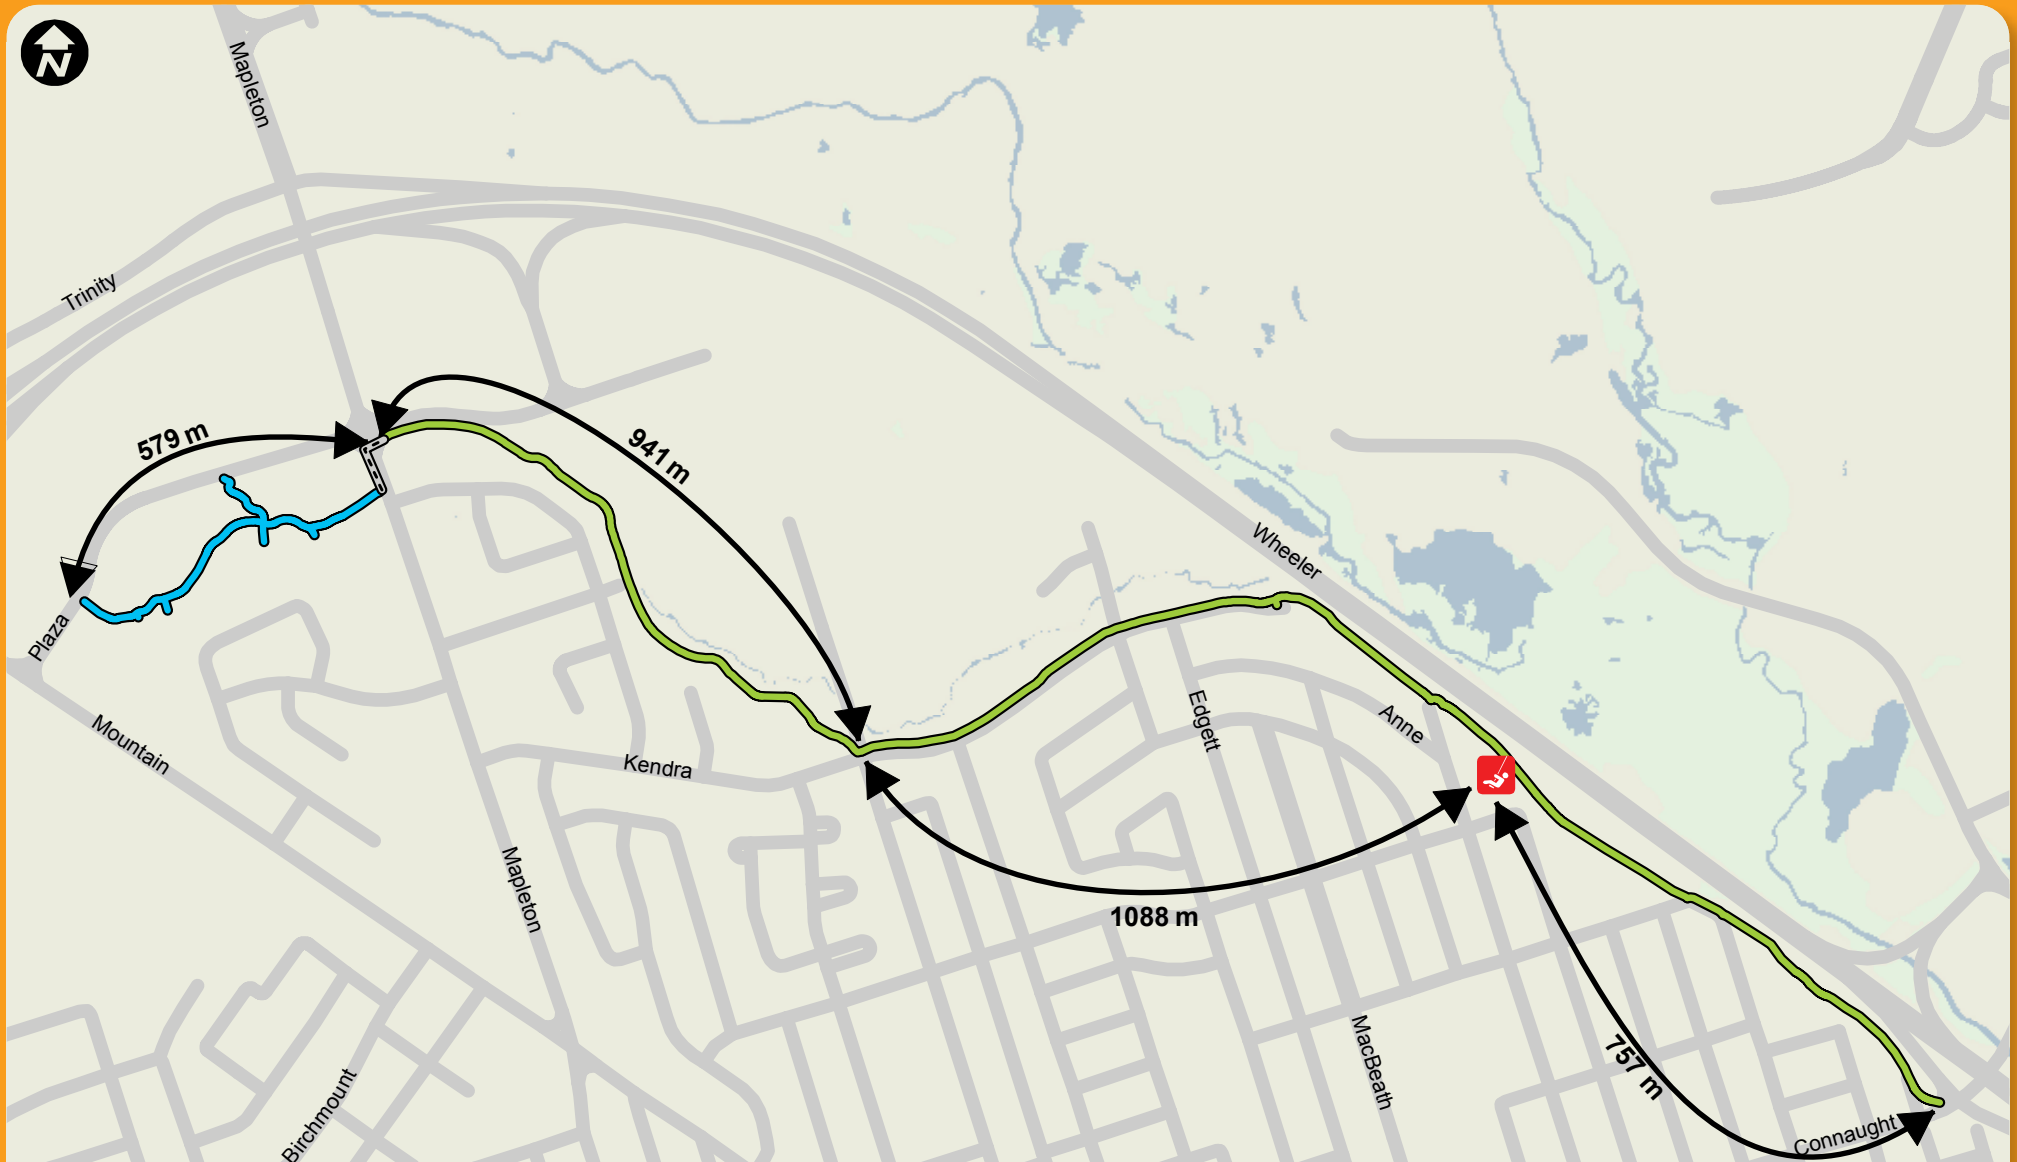 N
Mapleton
Trinity
579 m
941 m
Wheeler
Plaza
Edgett
Anne
Mountain
Kendra
Mapleton
1088 m
MacBeath
757 m
Birchmount
Connaught